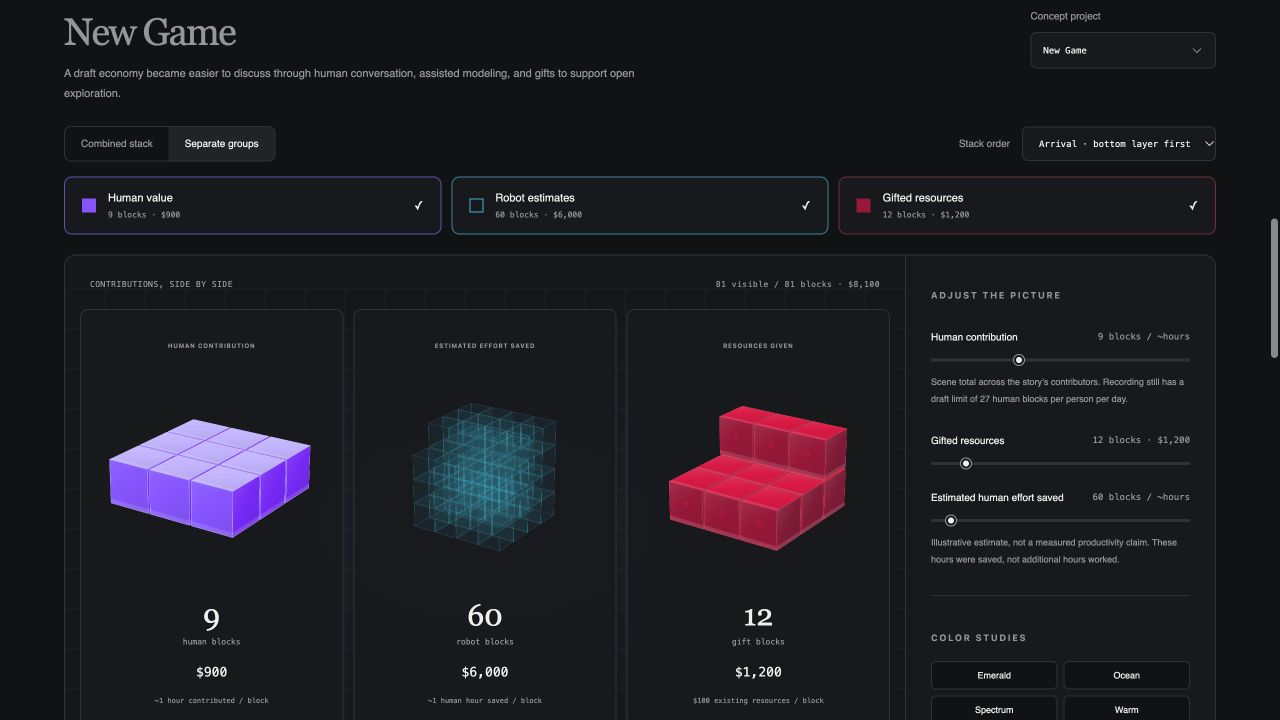 New Game
Concept project
New Game
A draft economy became easier to discuss through human conversation, assisted modeling, and gifts to support open
exploration.
Combined stack
Separate groups
Stack order
Arrival · bottom layer first
Human value
9 blocks · $900
✓
Robot estimates
60 blocks · $6,000
✓
Gifted resources
12 blocks · $1,200
✓
CONTRIBUTIONS, SIDE BY SIDE
81 visible / 81 blocks · $8,100
HUMAN CONTRIBUTION
9
human blocks
$900
~1 hour contributed / block
ESTIMATED EFFORT SAVED
60
robot blocks
$6,000
~1 human hour saved / block
RESOURCES GIVEN
12
gift blocks
$1,200
$100 existing resources / block
ADJUST THE PICTURE
Human contribution
9 blocks / ~hours
Scene total across the story's contributors. Recording still has a
draft limit of 27 human blocks per person per day.
Gifted resources
12 blocks · $1,200
Estimated human effort saved
60 blocks / ~hours
Illustrative estimate, not a measured productivity claim. These
hours were saved, not additional hours worked.
COLOR STUDIES
Emerald
Ocean
Spectrum
Warm